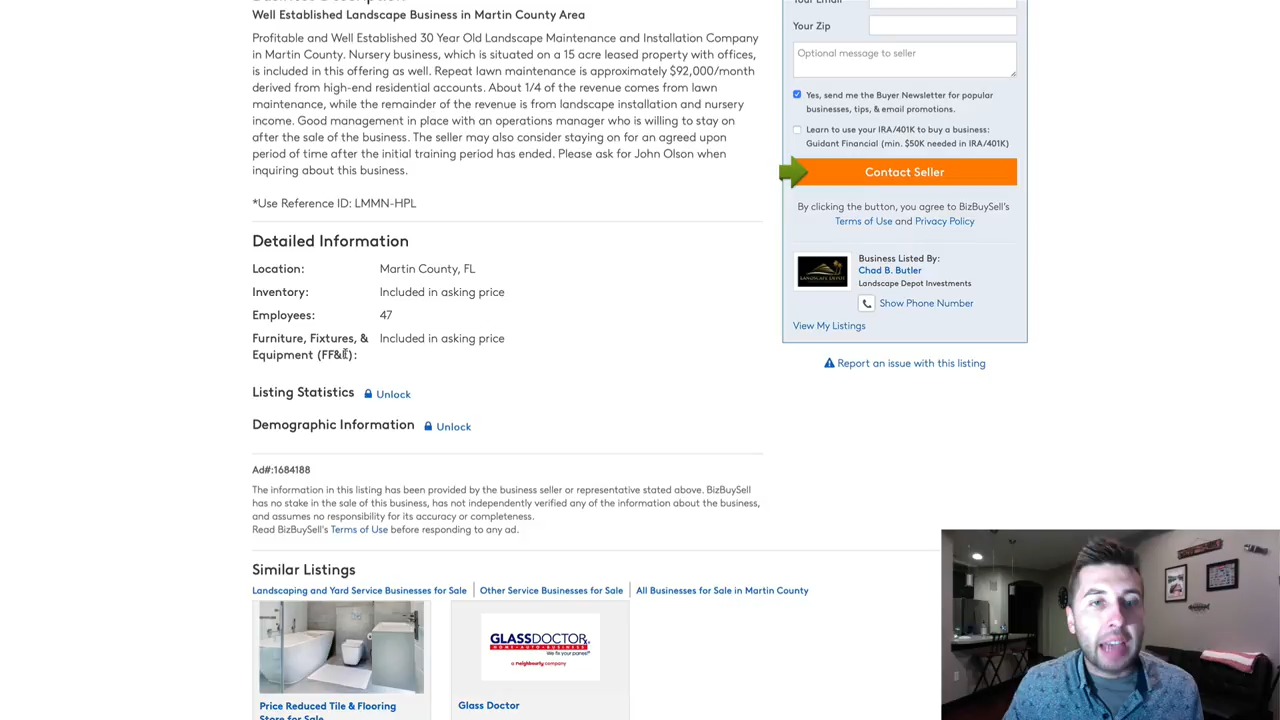 Well Established Landscape Business in Martin County Area
Profitable and Well Established 30 Year Old Landscape Maintenance and Installation Company
in Martin County. Nursery business, which is situated on a 15 acre leased property with offices,
is included in this offering as well. Repeat lawn maintenance is approximately $92,000/month
derived from high-end residential accounts. About 1/4 of the revenue comes from lawn
maintenance, while the remainder of the revenue is from landscape installation and nursery
income. Good management in place with an operations manager who is willing to stay on
after the sale of the business. The seller may also consider staying on for an agreed upon
period of time after the initial training period has ended. Please ask for John Olson when
inquiring about this business.
*Use Reference ID: LMMN-HPL
Detailed Information
Location: Martin County, FL
Inventory: Included in asking price
Employees: 47
Furniture, Fixtures, & Included in asking price
Equipment (FF&E):
Listing Statistics Unlock
Demographic Information Unlock
Ad#:1684188
The information in this listing has been provided by the business seller or representative stated above. BizBuySell
has no stake in the sale of this business, has not independently verified any of the information about the business,
and assumes no responsibility for its accuracy or completeness.
Read BizBuySell's Terms of Use before responding to any ad.
Similar Listings
Landscaping and Yard Service Businesses for Sale Other Service Businesses for Sale All Businesses for Sale in Martin County
Price Reduced Tile & Flooring
Store for Sale
GLASSDOCTOR
HOME • AUTO • BUSINESS
We fix your panes!
a neighbourly company
Glass Doctor
Your Email
Your Zip
Optional message to seller
Yes, send me the Buyer Newsletter for popular
businesses, tips, & email promotions.
Learn to use your IRA/401K to buy a business:
Guidant Financial (min. $50K needed in IRA/401K)
Contact Seller
By clicking the button, you agree to BizBuySell's
Terms of Use and Privacy Policy
LANDSCAPE DEPOT
Business Listed By:
Chad B. Butler
Landscape Depot Investments
Show Phone Number
View My Listings
Report an issue with this listing